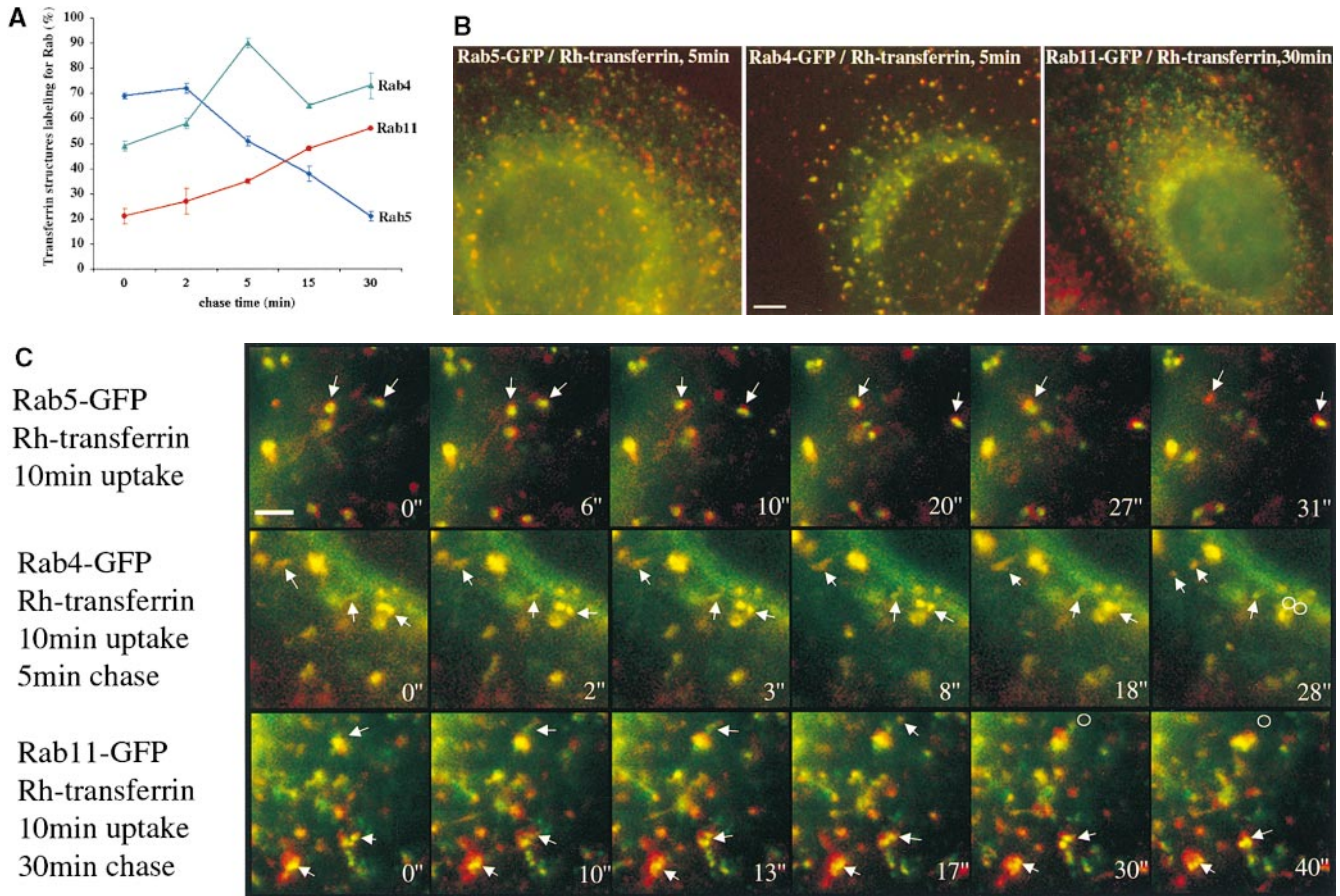 A
Transferrin structures labeling for Rab (%)
100
90
80
70
60
50
40
30
20
10
0
0 2 5 15 30
chase time (min)
Rab4
Rab11
Rab5
B
Rab5-GFP / Rh-transferrin, 5min
Rab4-GFP / Rh-transferrin, 5min
Rab11-GFP / Rh-transferrin,30min
C
Rab5-GFP
Rh-transferrin
10min uptake
0" 6" 10" 20" 27" 31"
Rab4-GFP
Rh-transferrin
10min uptake
5min chase
0" 2" 3" 8" 18" 28"
Rab11-GFP
Rh-transferrin
10min uptake
30min chase
0" 10" 13" 17" 30" 40"